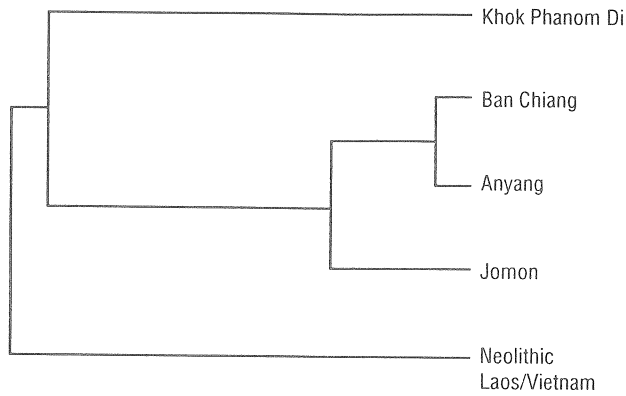 Khok Phanom Di
Ban Chiang
Anyang
Jomon
Neolithic
Laos/Vietnam